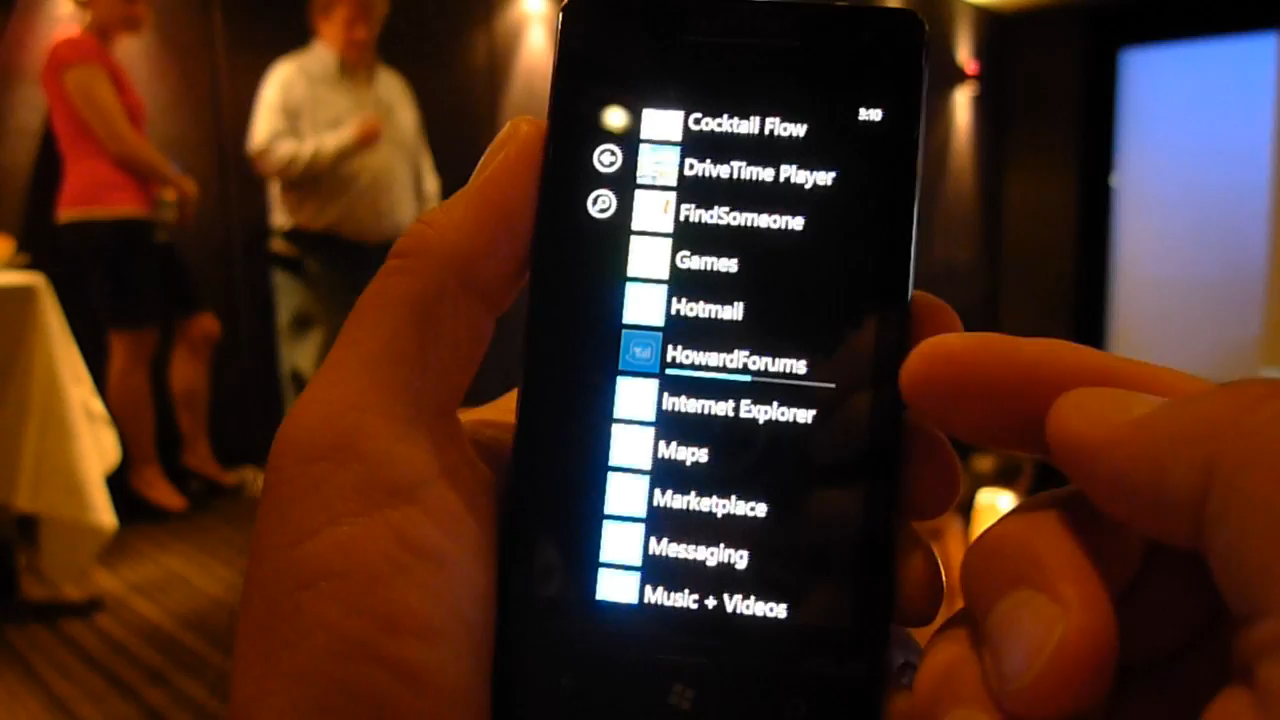 3:10
Cocktail Flow
DriveTime Player
FindSomeone
Games
Hotmail
HowardForums
Internet Explorer
Maps
Marketplace
Messaging
Music + Videos